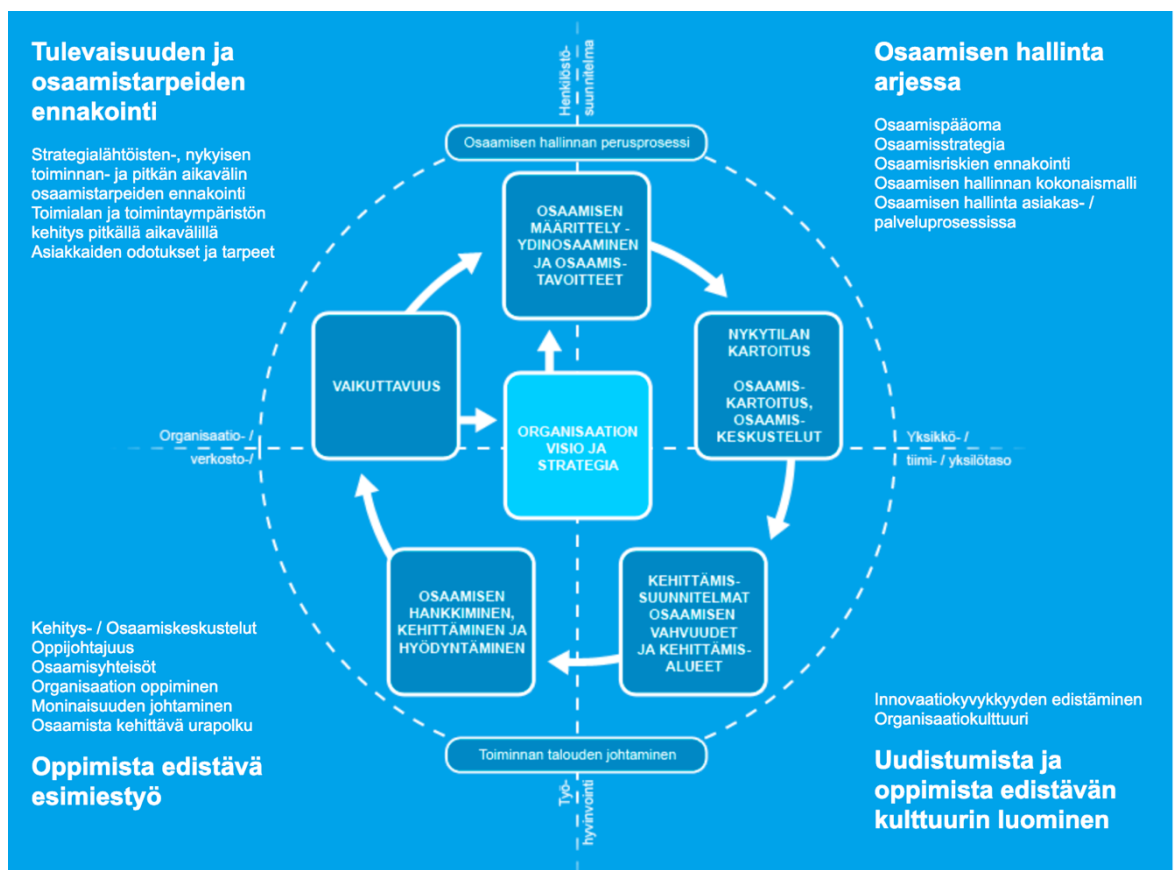 Tulevaisuuden ja
osaamistarpeiden
ennakointi
Strategialähtöisten-, nykyisen
toiminnan- ja pitkän aikavälin
osaamistarpeiden ennakointi
Toimialan ja toimintaympäristön
kehitys pitkällä aikavälillä
Asiakkaiden odotukset ja tarpeet
Henkilöstö-
suunnitelma
Osaamisen hallinta
arjessa
Osaamispääoma
Osaamisstrategia
Osaamisriskien ennakointi
Osaamisen hallinnan kokonaismalli
Osaamisen hallinta asiakas- /
palveluprosessissa
Osaamisen hallinnan perusprosessi
OSAAMISEN
MÄÄRITTELY -
YDINOSAAMINEN
JA OSAAMIS-
TAVOITTEET
NYKYTILAN
KARTOITUS
OSAAMIS-
KARTOITUS,
OSAAMIS-
KESKUSTELUT
VAIKUTTAVUUS
ORGANISAATION
VISIO JA
STRATEGIA
Organisaatio- /
verkosto-/
Yksikkö- /
tiimi- / yksilötaso
OSAAMISEN
HANKKIMINEN,
KEHITTÄMINEN JA
HYÖDYNTÄMINEN
KEHITTÄMIS-
SUUNNITELMAT
OSAAMISEN
VAHVUUDET
JA KEHITTÄMIS-
ALUEET
Kehitys- / Osaamiskeskustelut
Oppijohtajuus
Osaamisyhteisöt
Organisaation oppiminen
Moninaisuuden johtaminen
Osaamista kehittävä urapolku
Oppimista edistävä
esimiestyö
Toiminnan talouden johtaminen
Työ-
hyvinvointi
Innovaatiokyvykkyyden edistäminen
Organisaatiokulttuuri
Uudistumista ja
oppimista edistävän
kulttuurin luominen